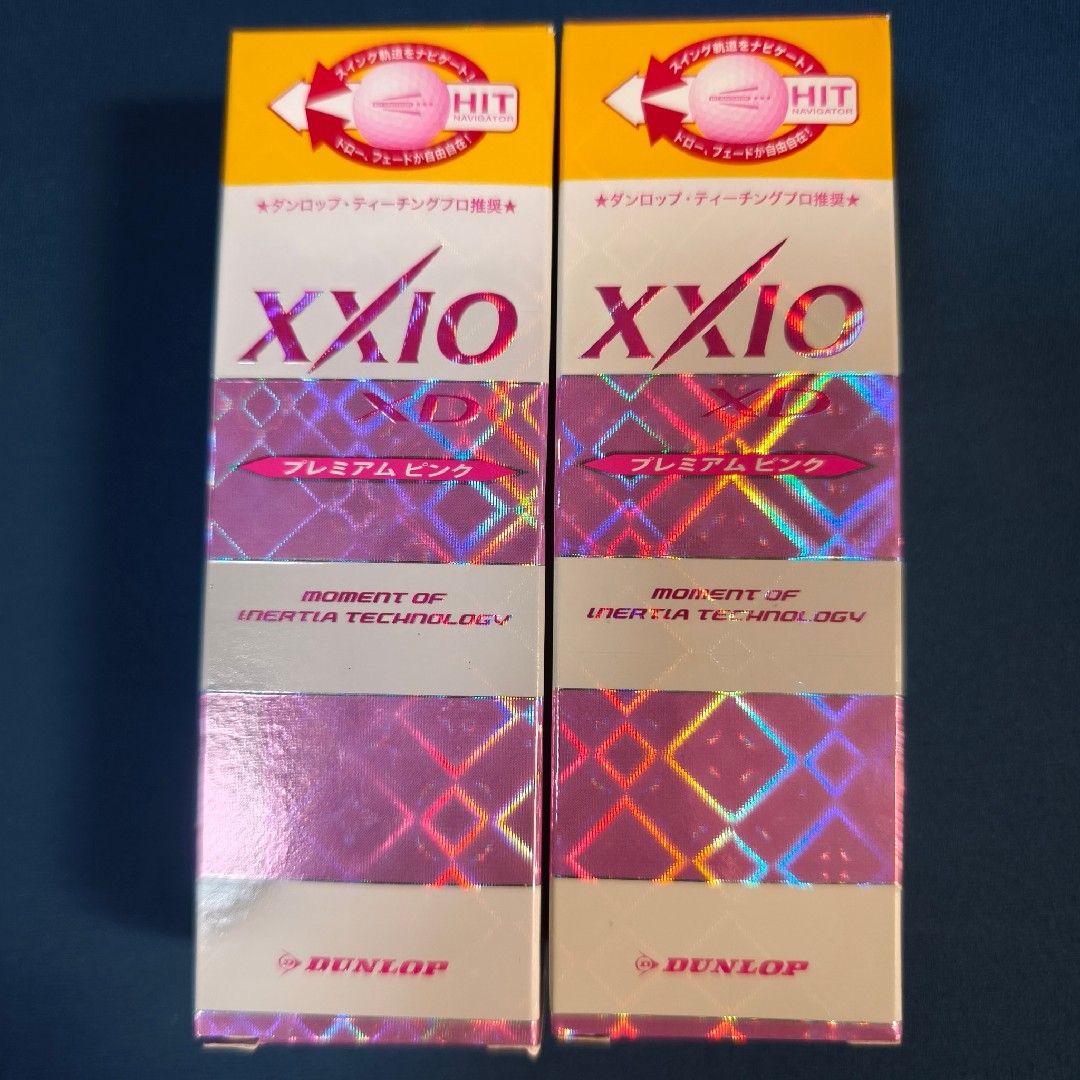 スイング軌道をナビゲート!
HIT
NAVIGATOR
ドロー、フェードが自由自在!
★ダンロップ・ティーチングプロ推奨★
XXIO
XD
プレミアム ピンク
MOMENT OF
INERTIA TECHNOLOGY
DUNLOP
スイング軌道をナビゲート!
HIT
NAVIGATOR
ドロー、フェードが自由自在!
★ダンロップ・ティーチングプロ推奨★
XXIO
XD
プレミアム ピンク
MOMENT OF
INERTIA TECHNOLOGY
DUNLOP